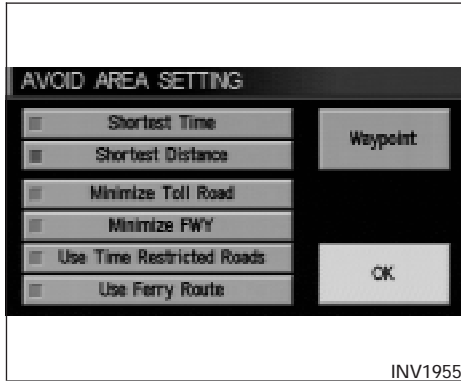 AVOID AREA SETTING
Shortest Time
Shortest Distance
Minimize Toll Road
Minimize FWY
Use Time Restricted Roads
Use Ferry Route
Waypoint
OK
INV1955